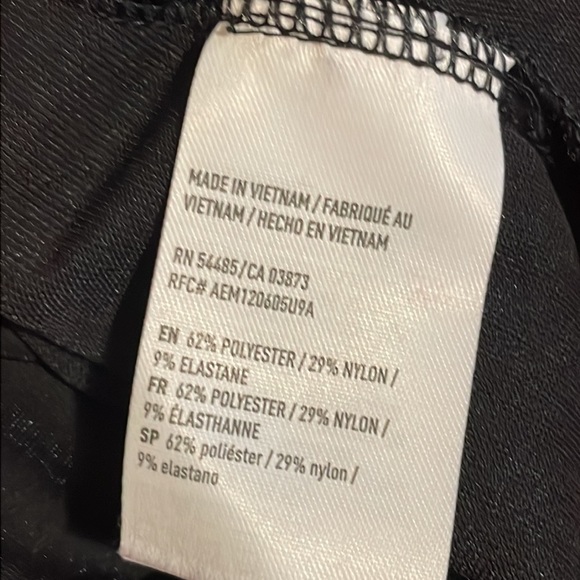 MADE IN VIETNAM / FABRIQUÉ AU
VIETNAM / HECHO EN VIETNAM
RN 54485/CA 03873
RFC# AEM120605U9A
EN 62% POLYESTER / 29% NYLON /
9% ELASTANE
FR 62% POLYESTER / 29% NYLON /
9% ÉLASTHANNE
SP 62% poliéster / 29% nylon /
9% elastano